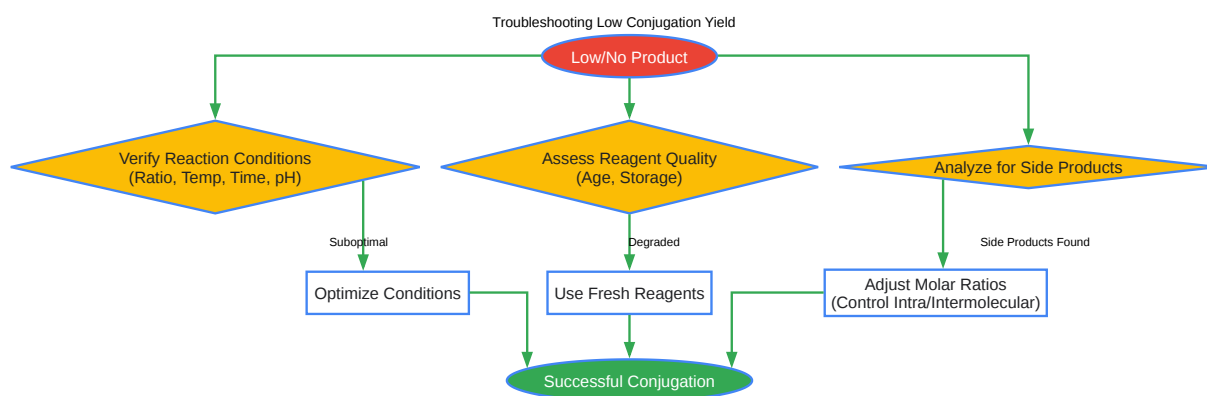 Troubleshooting Low Conjugation Yield
Low/No Product
Verify Reaction Conditions
(Ratio, Temp, Time, pH)
Assess Reagent Quality
(Age, Storage)
Analyze for Side Products
Suboptimal
Degraded
Side Products Found
Optimize Conditions
Use Fresh Reagents
Adjust Molar Ratios
(Control Intra/Intermolecular)
Successful Conjugation